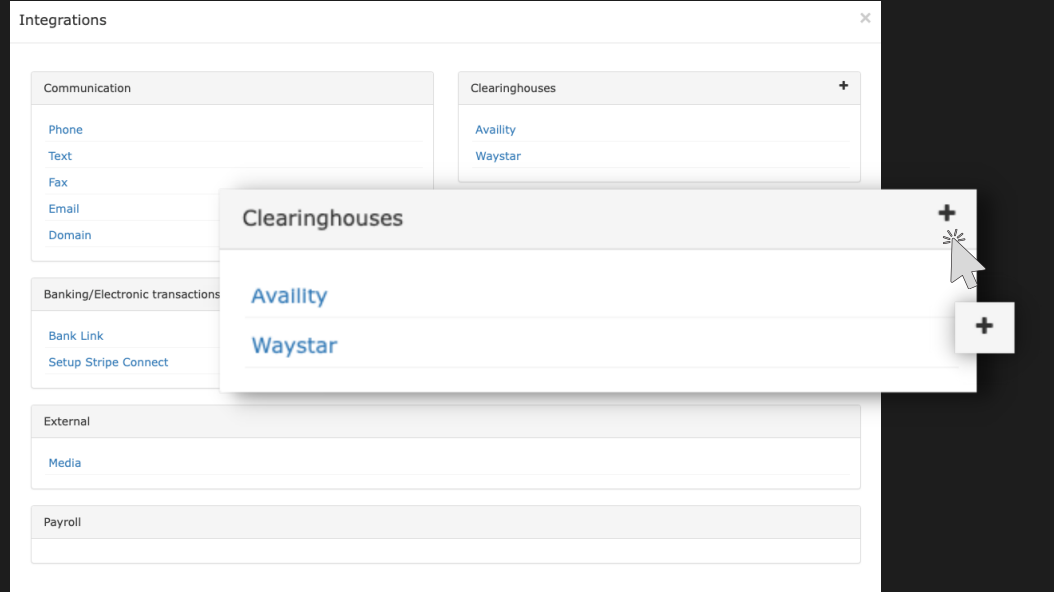 Integrations
×
Communication
Phone
Text
Fax
Email
Domain
Clearinghouses
Availity
Waystar
Clearinghouses
Availity
Waystar
Banking/Electronic transactions
Bank Link
Setup Stripe Connect
External
Media
Payroll